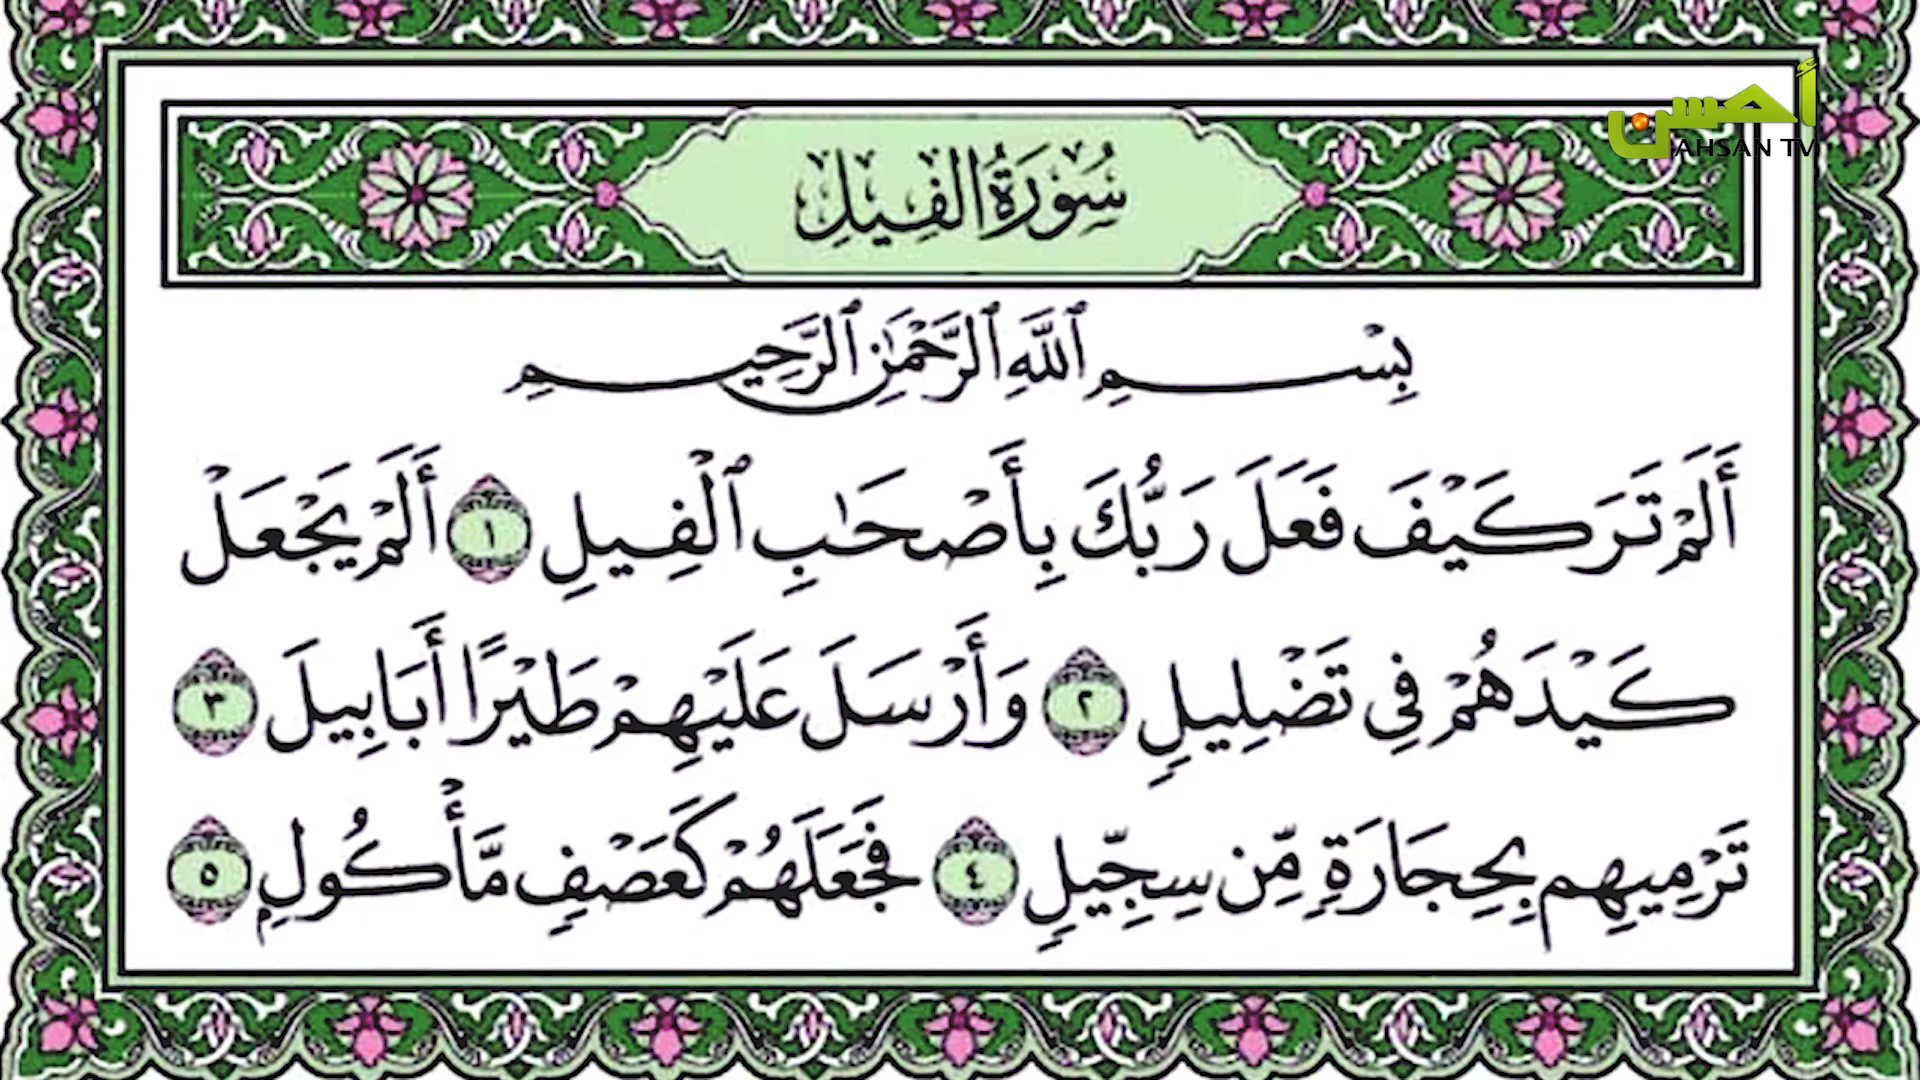 أحسن
AHSAN TV
سُورَةُ الفِيلِ
بِسْمِ ٱللَّهِ ٱلرَّحْمَٰنِ ٱلرَّحِيمِ
أَلَمْ تَرَ كَيْفَ فَعَلَ رَبُّكَ بِأَصْحَٰبِ ٱلْفِيلِ ١ أَلَمْ يَجْعَلْ
كَيْدَهُمْ فِي تَضْلِيلٍ ٢ وَأَرْسَلَ عَلَيْهِمْ طَيْرًا أَبَابِيلَ ٣
تَرْمِيهِم بِحِجَارَةٍ مِّن سِجِّيلٍ ٤ فَجَعَلَهُمْ كَعَصْفٍ مَّأْكُولٍ ٥